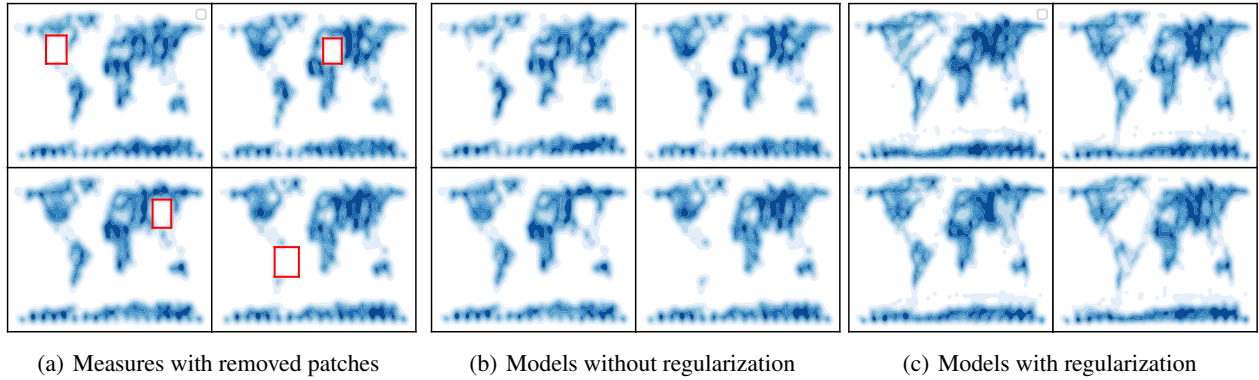 (a) Measures with removed patches
(b) Models without regularization
(c) Models with regularization